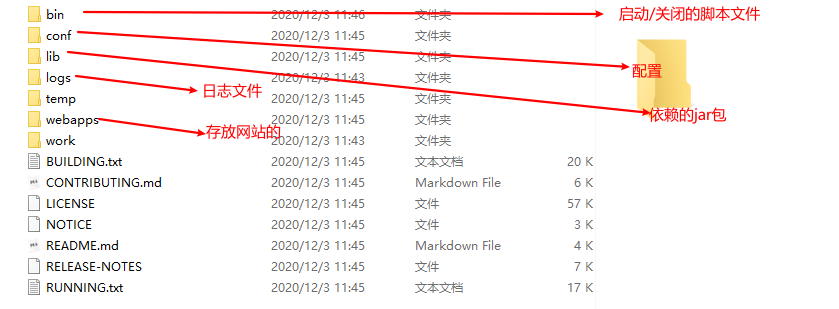 bin 2020/12/3 11:46 文件夹 启动/关闭的脚本文件
conf 2020/12/3 11:45 文件夹
lib 2020/12/3 11:45 文件夹
配置
logs 2020/12/3 11:43 文件夹
日志文件
temp 2020/12/3 11:45 文件夹
依赖的jar包
webapps 2020/12/3 11:45 文件夹
存放网站的
work 2020/12/3 11:43 文件夹
BUILDING.txt 2020/12/3 11:45 文本文档 20 K
CONTRIBUTING.md 2020/12/3 11:45 Markdown File 6 K
LICENSE 2020/12/3 11:45 文件 57 K
NOTICE 2020/12/3 11:45 文件 3 K
README.md 2020/12/3 11:45 Markdown File 4 K
RELEASE-NOTES 2020/12/3 11:45 文件 7 K
RUNNING.txt 2020/12/3 11:45 文本文档 17 K